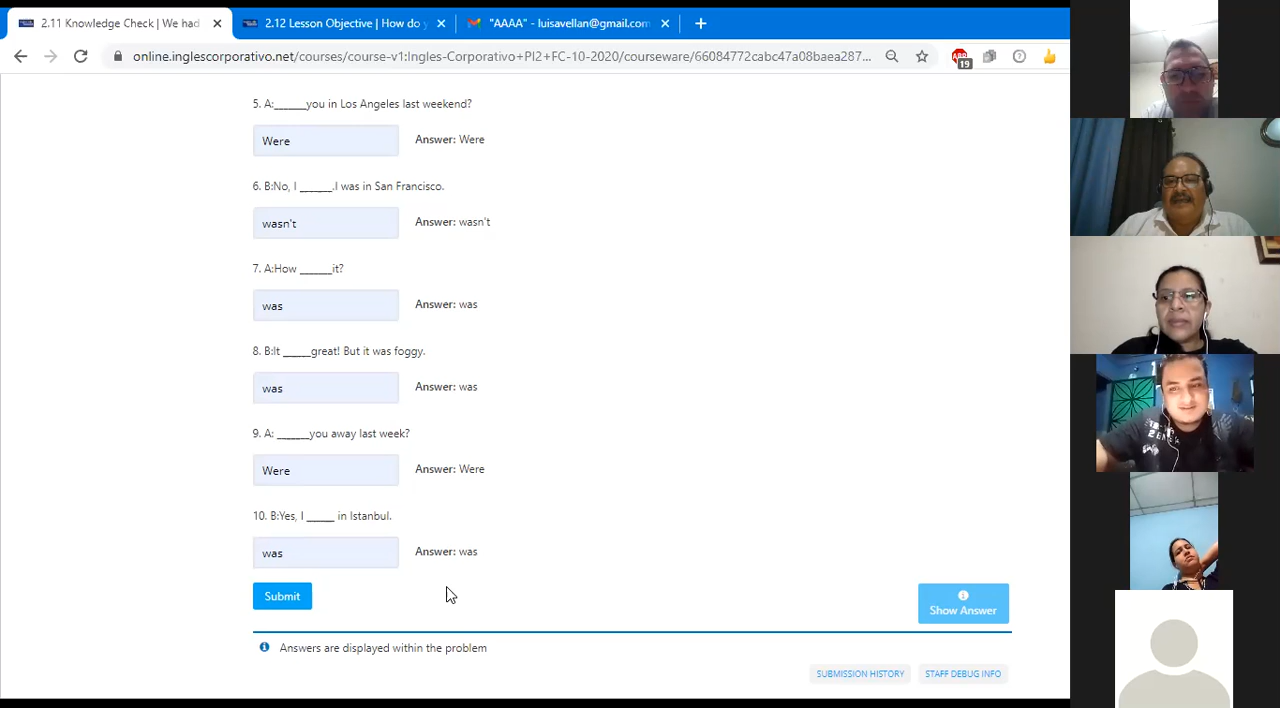 2.11 Knowledge Check | We had
2.12 Lesson Objective | How do y
"AAAA" - luisavellan@gmail.com
online.inglescorporativo.net/courses/course-v1:Ingles-Corporativo+PI2+FC-10-2020/courseware/66084772cabc47a08baea287...
19
5. A:______you in Los Angeles last weekend?
Were
Answer: Were
6. B:No, I ______.I was in San Francisco.
wasn't
Answer: wasn't
7. A:How ______it?
was
Answer: was
8. B:It _____great! But it was foggy.
was
Answer: was
9. A: ______you away last week?
Were
Answer: Were
10. B:Yes, I _____ in Istanbul.
was
Answer: was
Submit
Show Answer
Answers are displayed within the problem
SUBMISSION HISTORY
STAFF DEBUG INFO